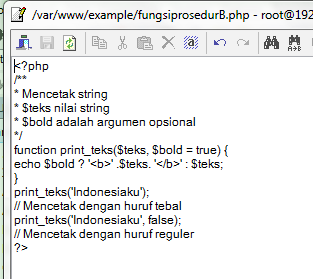 /var/www/example/fungsiprosedurB.php - root@192
<?php
/**
* Mencetak string
* $teks nilai string
* $bold adalah argumen opsional
*/
function print_teks($teks, $bold = true) {
echo $bold ? '<b>' .$teks. '</b>' : $teks;
}
print_teks('Indonesiaku');
// Mencetak dengan huruf tebal
print_teks('Indonesiaku', false);
// Mencetak dengan huruf reguler
?>